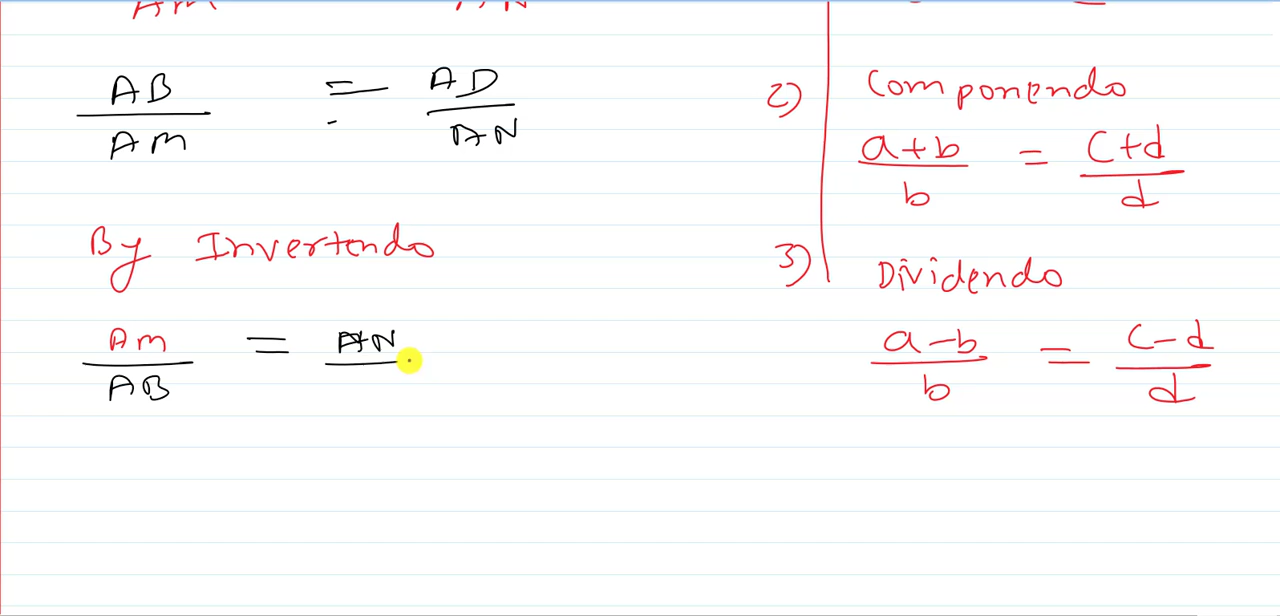 AB/AM = AD/AN
By Invertendo
AM/AB = AN/
2) Componendo
a+b/b = c+d/d
3) Dividendo
a-b/b = c-d/d